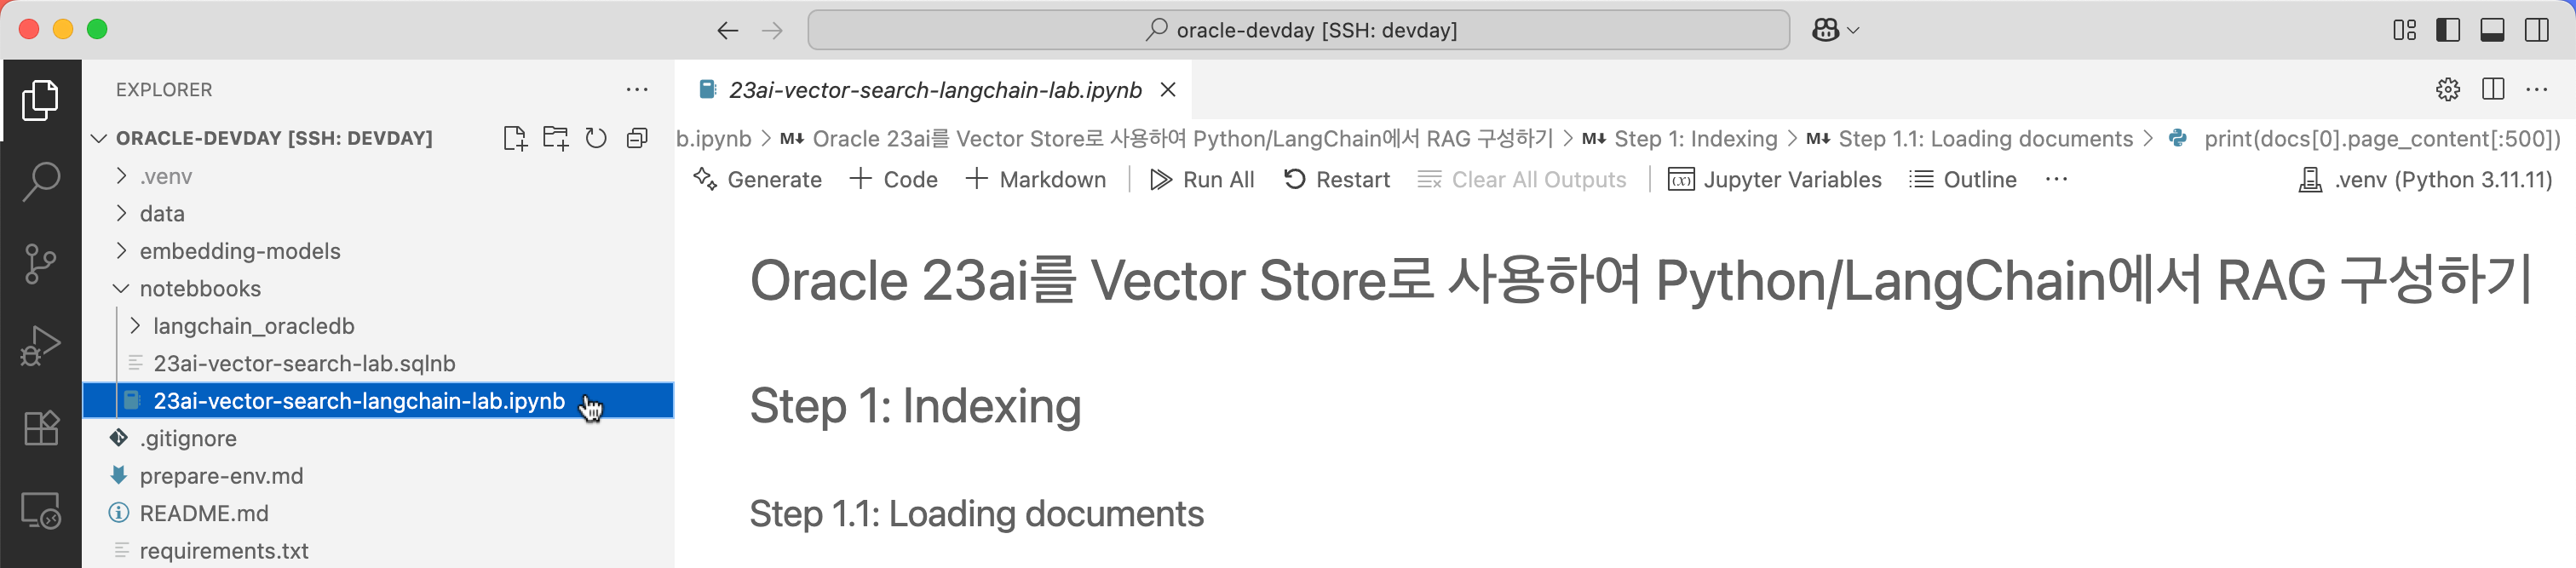 oracle-devday [SSH: devday]
EXPLORER
ORACLE-DEVDAY [SSH: DEVDAY]
.venv
data
embedding-models
notebbooks
langchain_oracledb
23ai-vector-search-lab.sqlnb
23ai-vector-search-langchain-lab.ipynb
.gitignore
prepare-env.md
README.md
requirements.txt
23ai-vector-search-langchain-lab.ipynb
b.ipynb > M↓ Oracle 23ai를 Vector Store로 사용하여 Python/LangChain에서 RAG 구성하기 > M↓ Step 1: Indexing > M↓ Step 1.1: Loading documents > print(docs[0].page_content[:500])
Generate + Code + Markdown Run All Restart Clear All Outputs (x) Jupyter Variables Outline ... .venv (Python 3.11.11)
Oracle 23ai를 Vector Store로 사용하여 Python/LangChain에서 RAG 구성하기
Step 1: Indexing
Step 1.1: Loading documents